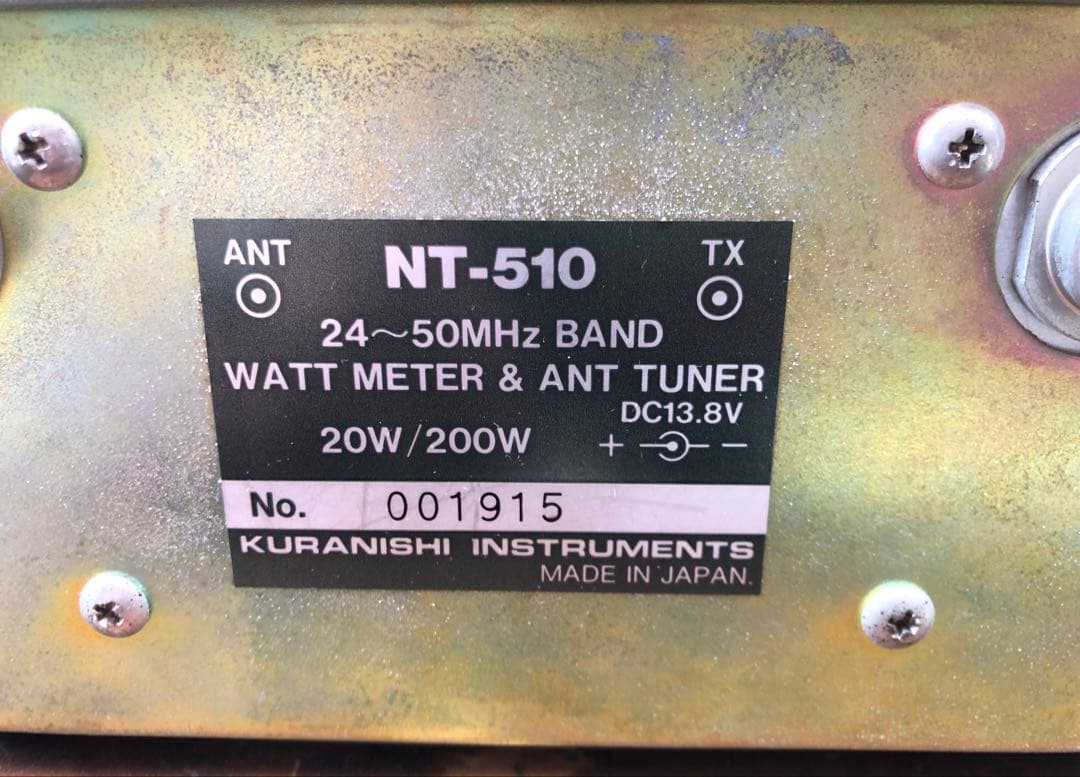 ANT NT-510 TX
24~50MHz BAND
WATT METER & ANT TUNER
DC13.8V
20W/200W + −
No. 001915
KURANISHI INSTRUMENTS
MADE IN JAPAN.